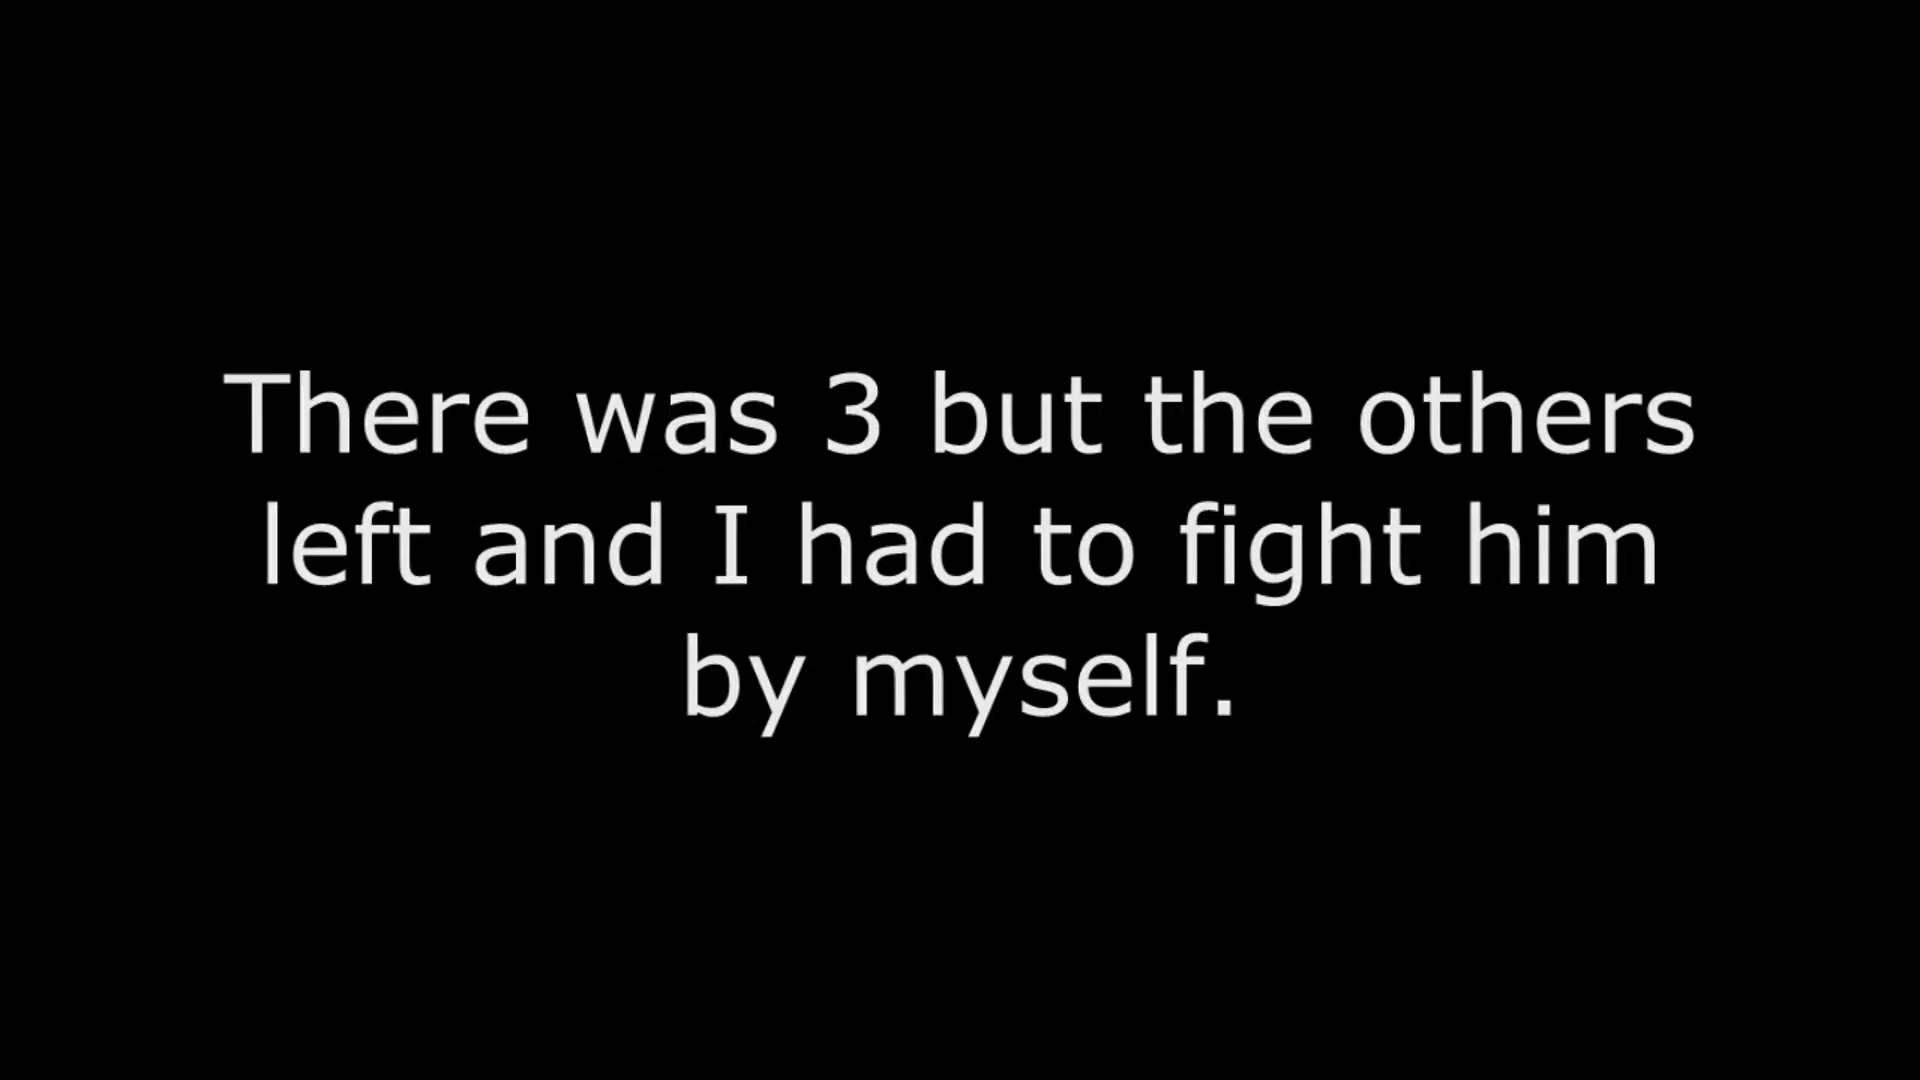 There was 3 but the others
left and I had to fight him
by myself.